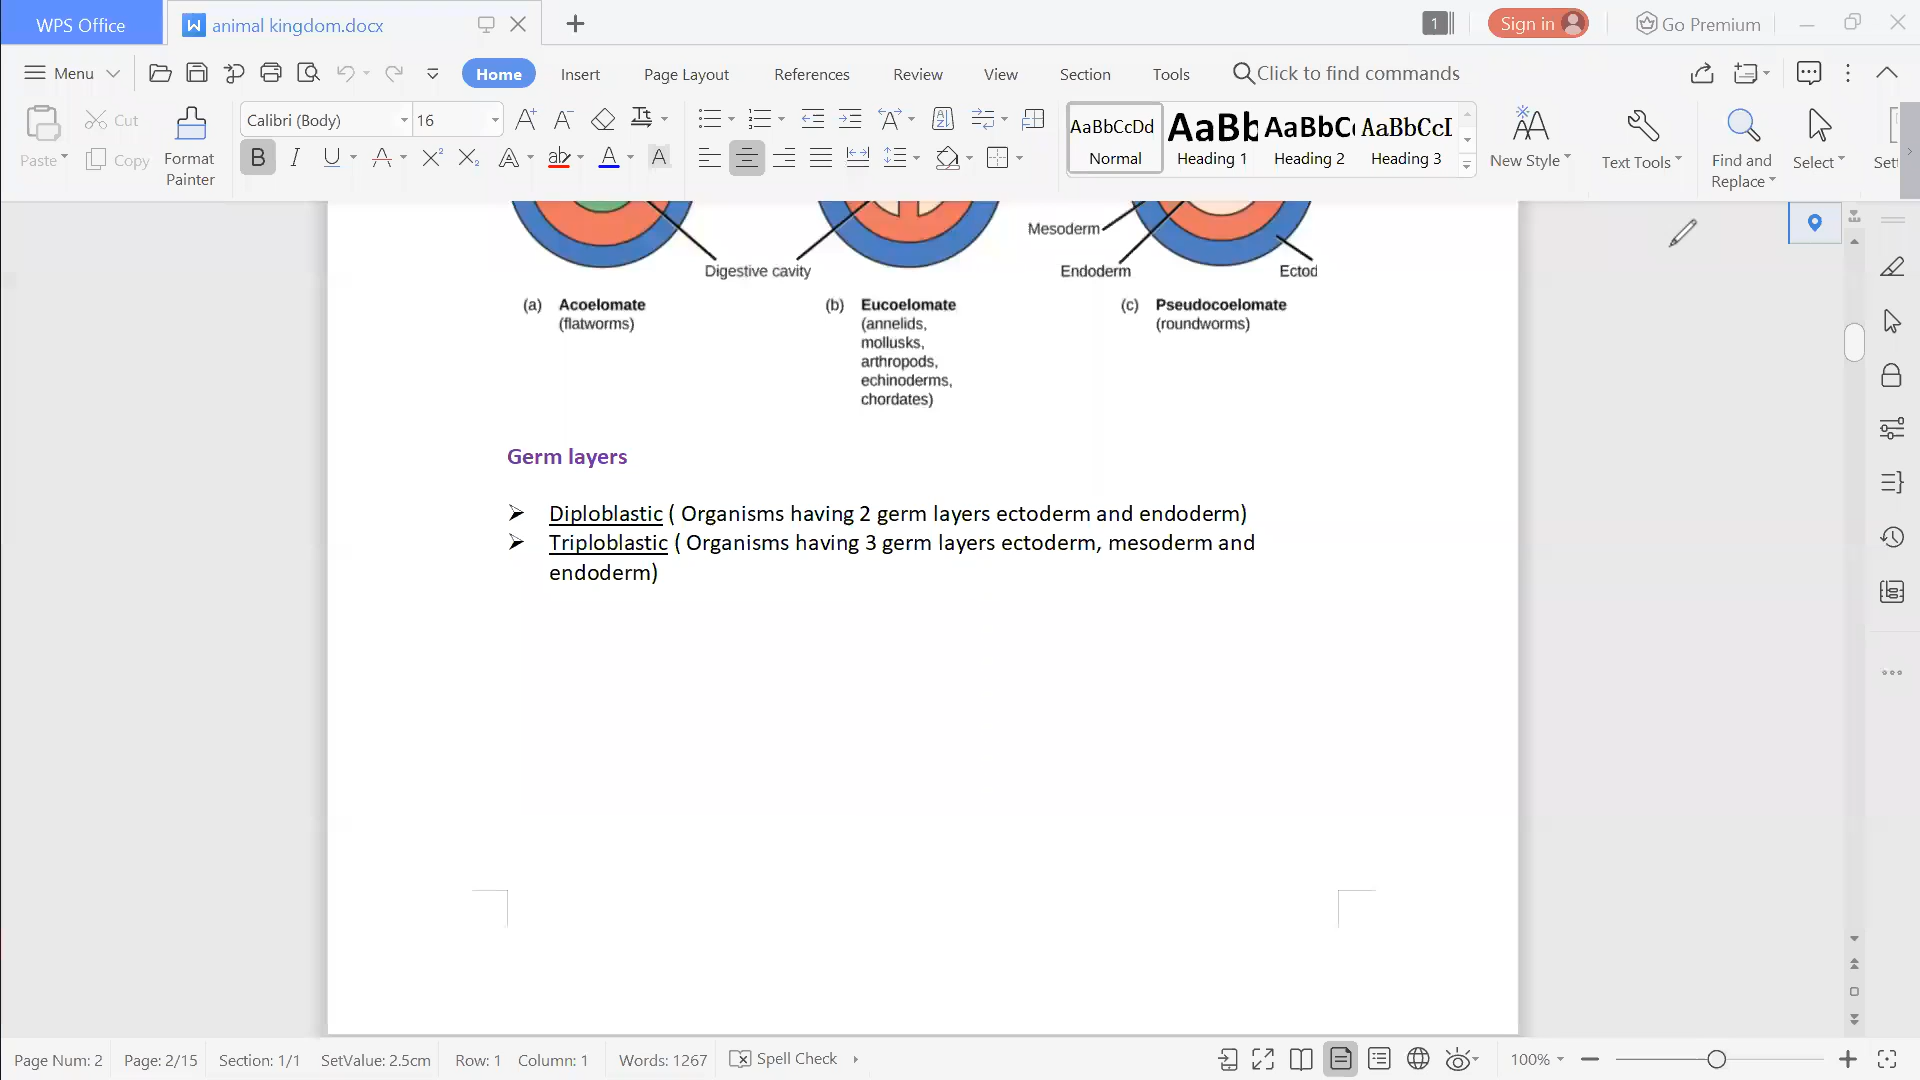 WPS Office
animal kingdom.docx
1
Sign in
Go Premium
Menu
Home
Insert
Page Layout
References
Review
View
Section
Tools
Click to find commands
Paste
Cut
Copy
Format
Painter
Calibri (Body)
16
AaBbCcDd
Normal
AaBb
Heading 1
AaBbC
Heading 2
AaBbCcI
Heading 3
New Style
Text Tools
Find and
Replace
Select
Sett
Mesoderm
Digestive cavity
Endoderm
Ectod
(a) Acoelomate
(flatworms)
(b) Eucoelomate
(annelids,
mollusks,
arthropods,
echinoderms,
chordates)
(c) Pseudocoelomate
(roundworms)
Germ layers
➢ Diploblastic ( Organisms having 2 germ layers ectoderm and endoderm)
➢ Triploblastic ( Organisms having 3 germ layers ectoderm, mesoderm and
endoderm)
Page Num: 2
Page: 2/15
Section: 1/1
SetValue: 2.5cm
Row: 1
Column: 1
Words: 1267
Spell Check
100%